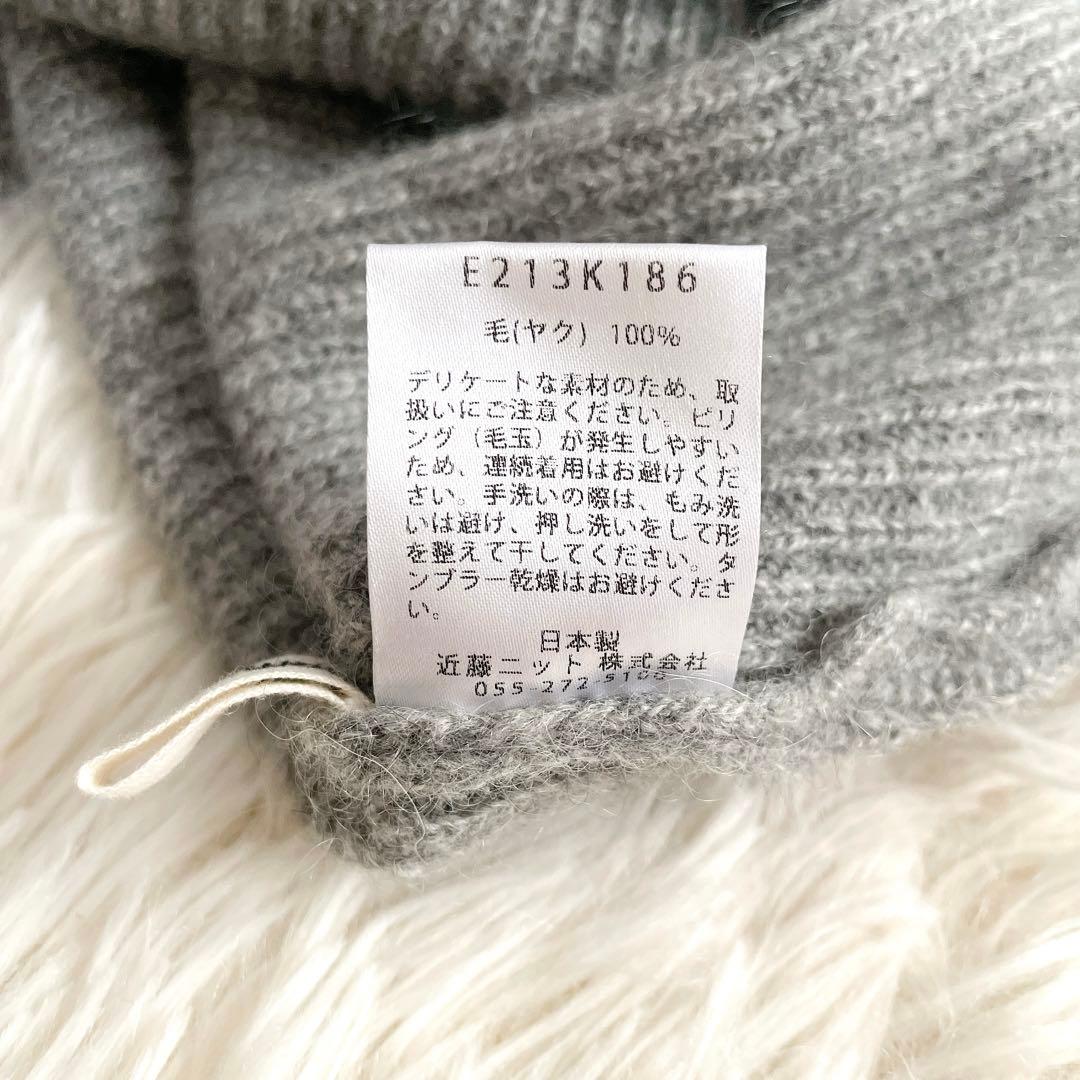 E213K186
毛(ヤク) 100%
デリケートな素材のため、取
扱いにご注意ください。ピリ
ング（毛玉）が発生しやすい
ため、連続着用はお避けくだ
さい。手洗いの際は、もみ洗
いは避け、押し洗いをして形
を整えて干してください。タ
ンブラー乾燥はお避けくださ
い。
日本製
近藤ニット 株式会社
055-272-5100